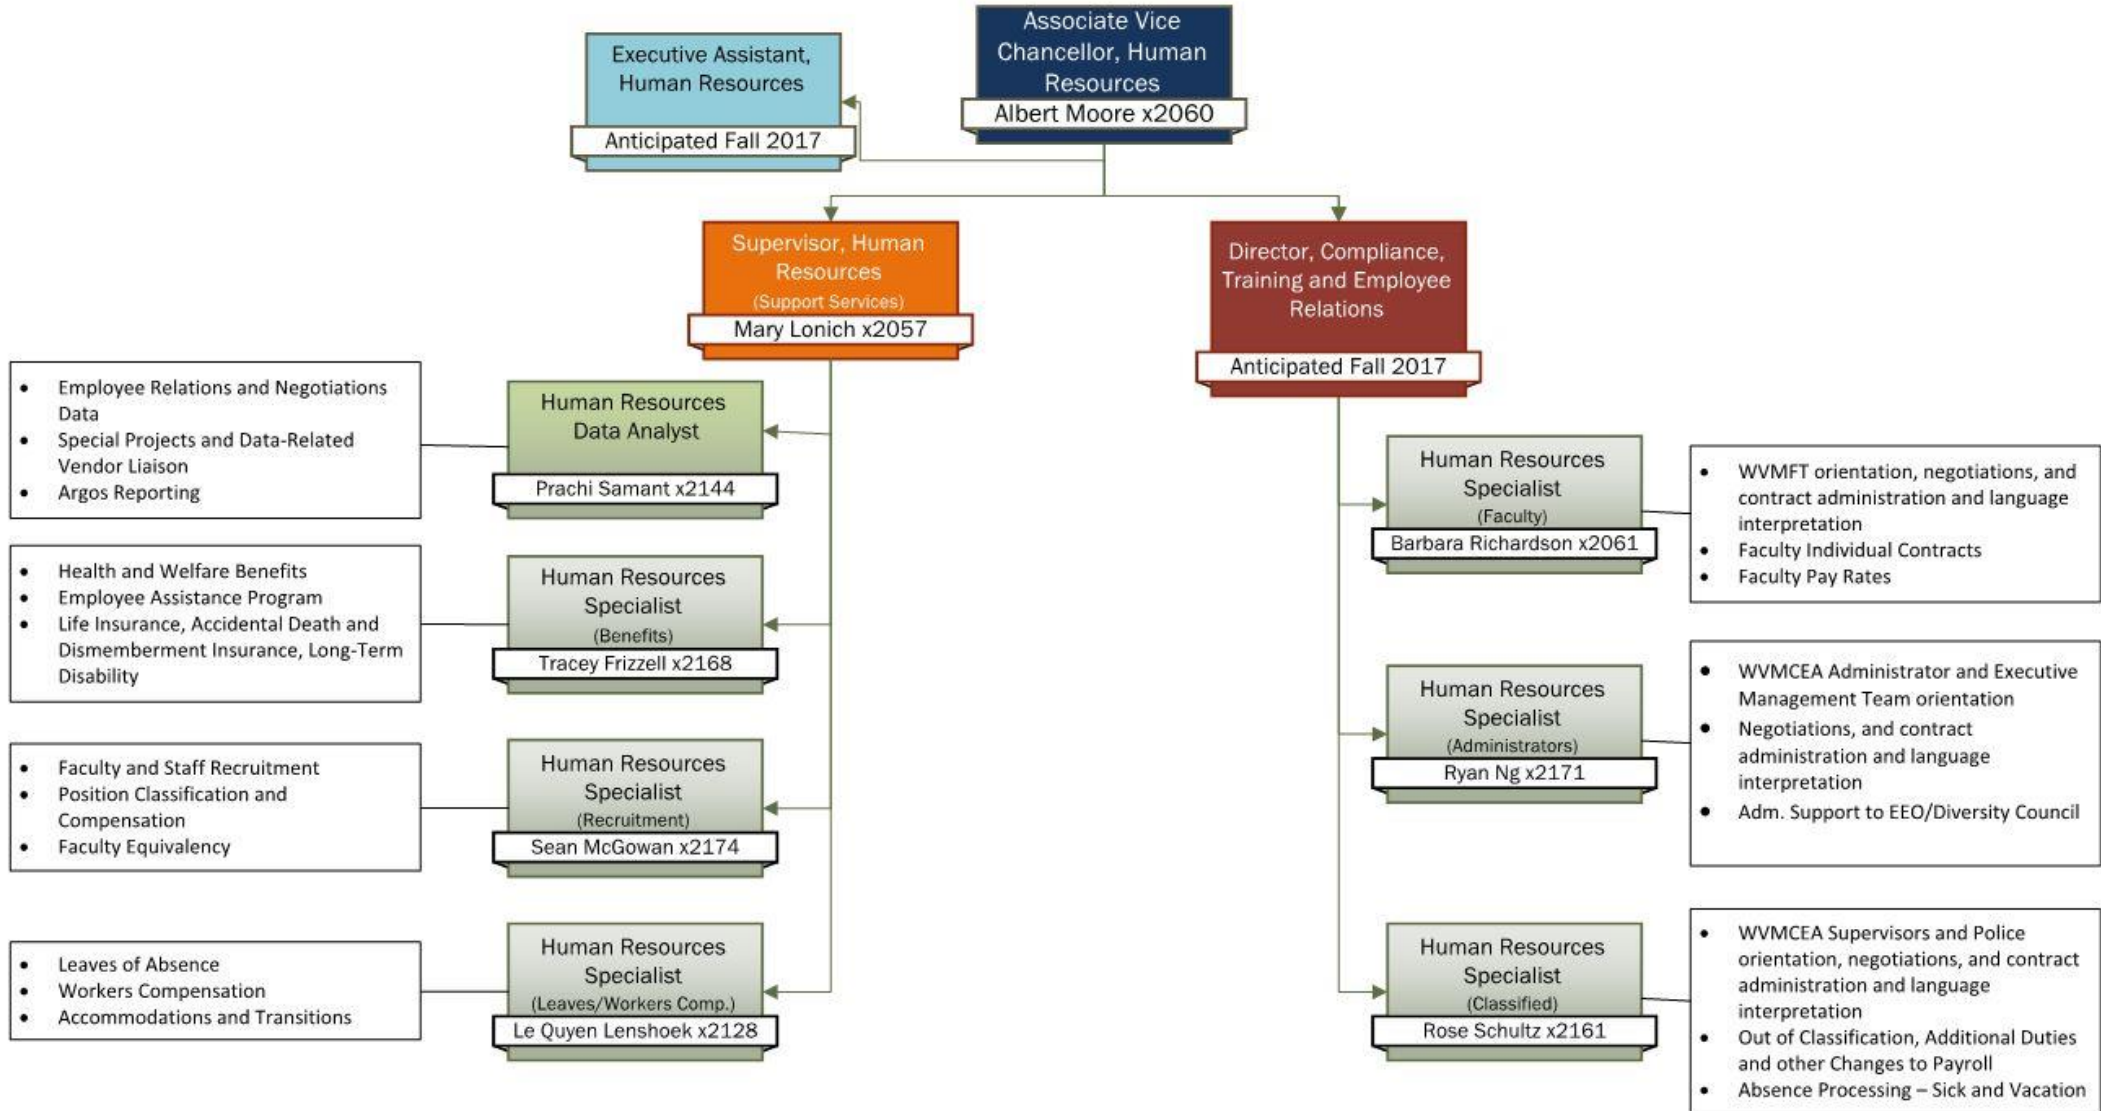 Associate Vice
Chancellor, Human
Resources
Albert Moore x2060
Executive Assistant,
Human Resources
Anticipated Fall 2017
Supervisor, Human
Resources
(Support Services)
Mary Lonich x2057
Director, Compliance,
Training and Employee
Relations
Anticipated Fall 2017
• Employee Relations and Negotiations
Data
• Special Projects and Data-Related
Vendor Liaison
• Argos Reporting
Human Resources
Data Analyst
Prachi Samant x2144
• Health and Welfare Benefits
• Employee Assistance Program
• Life Insurance, Accidental Death and
Dismemberment Insurance, Long-Term
Disability
Human Resources
Specialist
(Benefits)
Tracey Frizzell x2168
• Faculty and Staff Recruitment
• Position Classification and
Compensation
• Faculty Equivalency
Human Resources
Specialist
(Recruitment)
Sean McGowan x2174
• Leaves of Absence
• Workers Compensation
• Accommodations and Transitions
Human Resources
Specialist
(Leaves/Workers Comp.)
Le Quyen Lenshoek x2128
Human Resources
Specialist
(Faculty)
Barbara Richardson x2061
• WVMFT orientation, negotiations, and
contract administration and language
interpretation
• Faculty Individual Contracts
• Faculty Pay Rates
Human Resources
Specialist
(Administrators)
Ryan Ng x2171
• WVMCEA Administrator and Executive
Management Team orientation
• Negotiations, and contract
administration and language
interpretation
• Adm. Support to EEO/Diversity Council
Human Resources
Specialist
(Classified)
Rose Schultz x2161
• WVMCEA Supervisors and Police
orientation, negotiations, and contract
administration and language
interpretation
• Out of Classification, Additional Duties
and other Changes to Payroll
• Absence Processing – Sick and Vacation